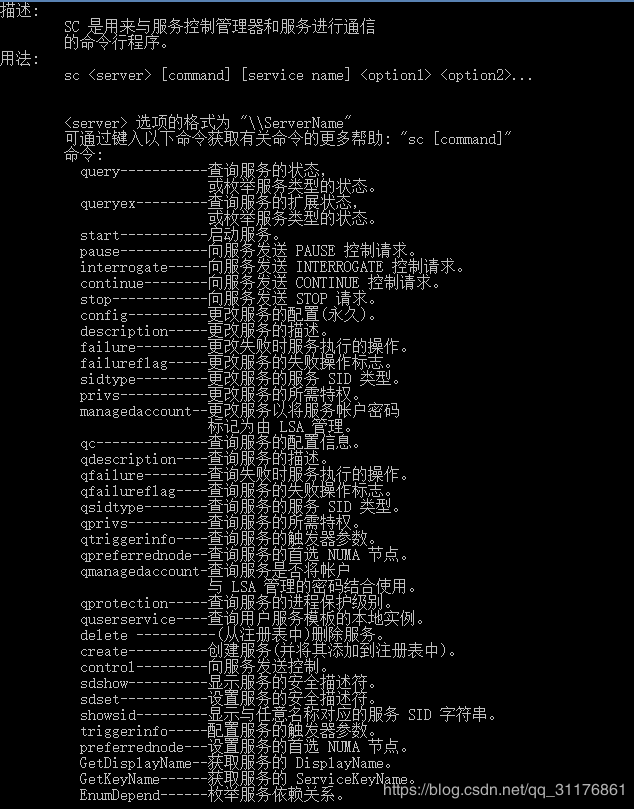 描述:
SC 是用来与服务控制管理器和服务进行通信
的命令行程序。
用法:
sc <server> [command] [service name] <option1> <option2>...
<server> 选项的格式为 "\\ServerName"
可通过键入以下命令获取有关命令的更多帮助: "sc [command]"
命令:
query-----------查询服务的状态,
或枚举服务类型的状态。
queryex---------查询服务的扩展状态,
或枚举服务类型的状态。
start-----------启动服务。
pause-----------向服务发送 PAUSE 控制请求。
interrogate-----向服务发送 INTERROGATE 控制请求。
continue--------向服务发送 CONTINUE 控制请求。
stop------------向服务发送 STOP 请求。
config----------更改服务的配置(永久)。
description-----更改服务的描述。
failure---------更改失败时服务执行的操作。
failureflag-----更改服务的失败操作标志。
sidtype---------更改服务的服务 SID 类型。
privs-----------更改服务的所需特权。
managedaccount--更改服务以将服务帐户密码
标记为由 LSA 管理。
qc--------------查询服务的配置信息。
qdescription----查询服务的描述。
qfailure--------查询失败时服务执行的操作。
qfailureflag----查询服务的失败操作标志。
qsidtype--------查询服务的服务 SID 类型。
qprivs----------查询服务的所需特权。
qtriggerinfo----查询服务的触发器参数。
qpreferrednode--查询服务的首选 NUMA 节点。
qmanagedaccount-查询服务是否将帐户
与 LSA 管理的密码结合使用。
qprotection-----查询服务的进程保护级别。
quserservice----查询用户服务模板的本地实例。
delete ----------(从注册表中)删除服务。
create----------创建服务(并将其添加到注册表中)。
control---------向服务发送控制。
sdshow----------显示服务的安全描述符。
sdset-----------设置服务的安全描述符。
showsid---------显示与任意名称对应的服务 SID 字符串。
triggerinfo-----配置服务的触发器参数。
preferrednode---设置服务的首选 NUMA 节点。
GetDisplayName--获取服务的 DisplayName。
GetKeyName------获取服务的 ServiceKeyName。
EnumDepend------枚举服务依赖关系。
https://blog.csdn.net/qq_31176861